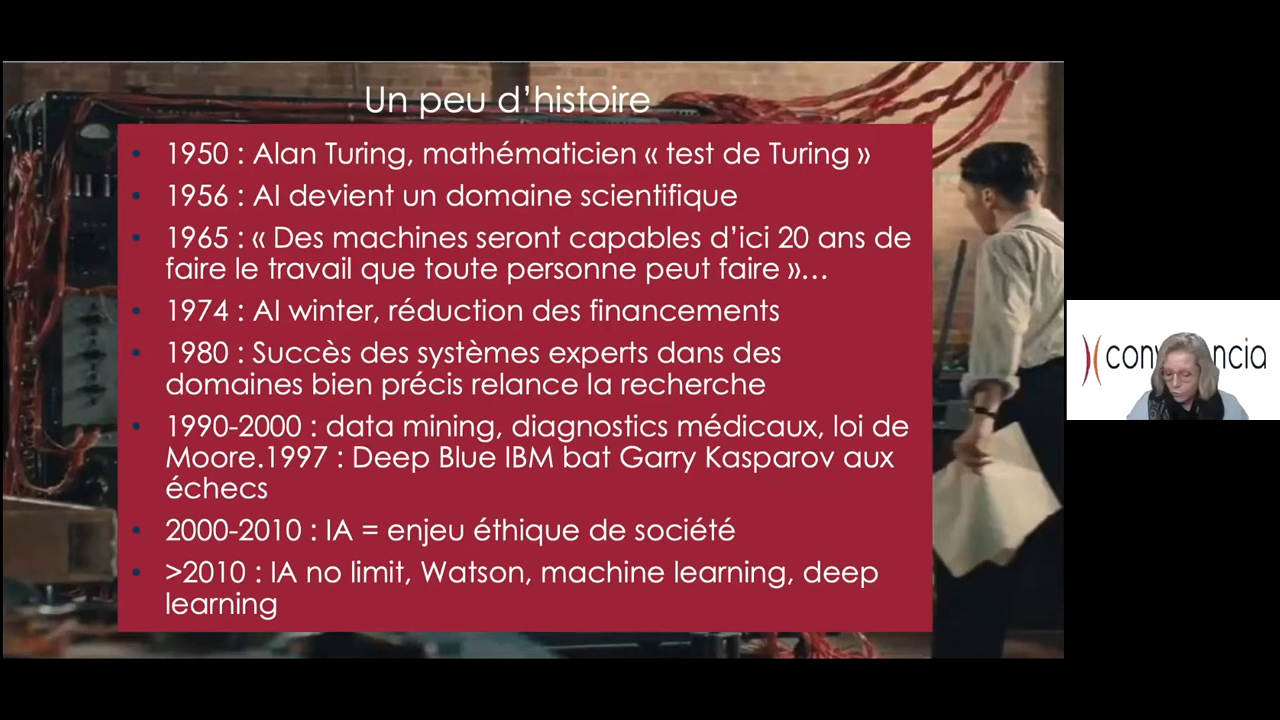 Un peu d’histoire
• 1950 : Alan Turing, mathématicien « test de Turing »
• 1956 : AI devient un domaine scientifique
• 1965 : « Des machines seront capables d’ici 20 ans de
faire le travail que toute personne peut faire »…
• 1974 : AI winter, réduction des financements
• 1980 : Succès des systèmes experts dans des
domaines bien précis relance la recherche
• 1990-2000 : data mining, diagnostics médicaux, loi de
Moore.1997 : Deep Blue IBM bat Garry Kasparov aux
échecs
• 2000-2010 : IA = enjeu éthique de société
• >2010 : IA no limit, Watson, machine learning, deep
learning